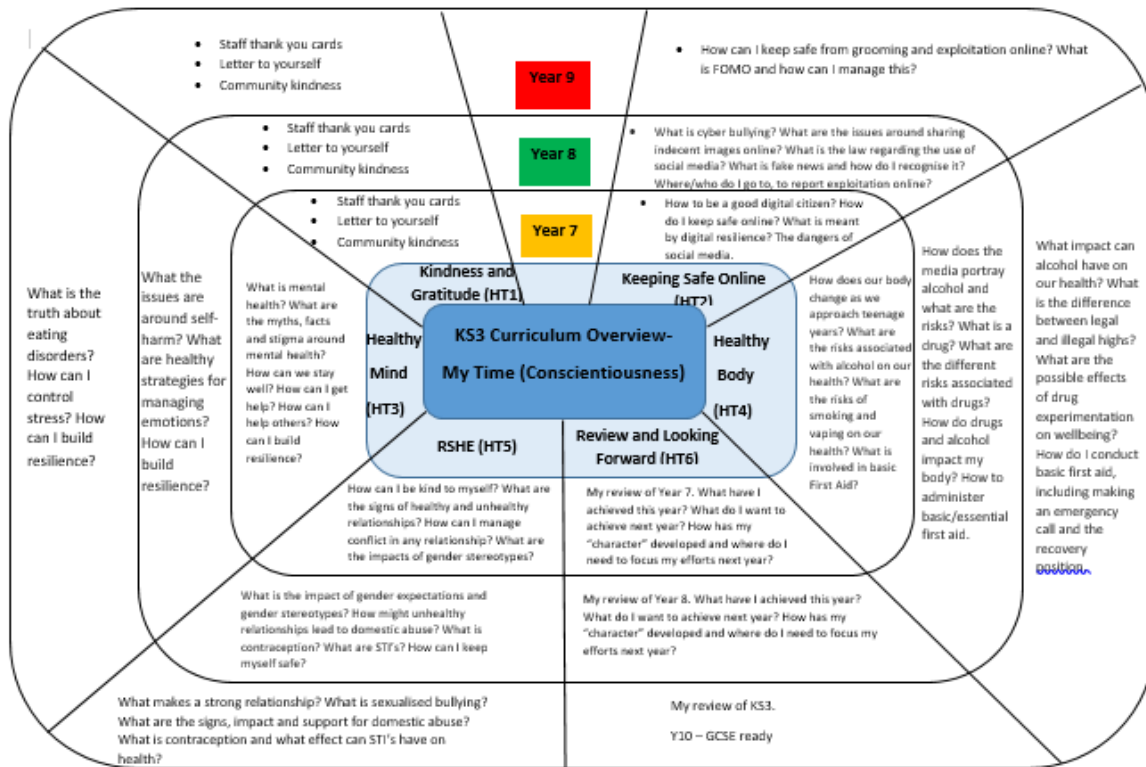 Staff thank you cards
Letter to yourself
Community kindness
Year 9
How can I keep safe from grooming and exploitation online? What
is FOMO and how can I manage this?
Staff thank you cards
Letter to yourself
Community kindness
Year 8
What is cyber bullying? What are the issues around sharing
indecent images online? What is the law regarding the use of
social media? What is fake news and how do I recognise it?
Where/who do I go to, to report exploitation online?
Staff thank you cards
Letter to yourself
Community kindness
Year 7
How to be a good digital citizen? How
do I keep safe online? What is meant
by digital resilience? The dangers of
social media.
Kindness and
Gratitude (HT1)
Keeping Safe Online
(HT2)
KS3 Curriculum Overview-
My Time (Conscientiousness)
Healthy
Mind
(HT3)
Healthy
Body
(HT4)
RSHE (HT5)
Review and Looking
Forward (HT6)
What is the
truth about
eating
disorders?
How can I
control
stress? How
can I build
resilience?
What the
issues are
around self-
harm? What
are healthy
strategies for
managing
emotions?
How can I
build
resilience?
What is mental
health? What are
the myths, facts
and stigma around
mental health?
How can we stay
well? How can I get
help? How can I
help others? How
can I build
resilience?
How does our body
change as we
approach teenage
years? What are
the risks associated
with alcohol on our
health? What are
the risks of
smoking and
vaping on our
health? What is
involved in basic
First Aid?
How does the
media portray
alcohol and
what are the
risks? What is a
drug? What are
the different
risks associated
with drugs?
How do drugs
and alcohol
impact my
body? How to
administer
basic/essential
first aid.
What impact can
alcohol have on
our health? What
is the difference
between legal
and illegal highs?
What are the
possible effects
of drug
experimentation
on wellbeing?
How do I conduct
basic first aid,
including making
an emergency
call and the
recovery
position.
How can I be kind to myself? What are
the signs of healthy and unhealthy
relationships? How can I manage
conflict in any relationship? What are
the impacts of gender stereotypes?
My review of Year 7. What have I
achieved this year? What do I want to
achieve next year? How has my
"character" developed and where do I
need to focus my efforts next year?
What is the impact of gender expectations and
gender stereotypes? How might unhealthy
relationships lead to domestic abuse? What is
contraception? What are STI's? How can I keep
myself safe?
My review of Year 8. What have I achieved this year?
What do I want to achieve next year? How has my
"character" developed and where do I need to focus my
efforts next year?
What makes a strong relationship? What is sexualised bullying?
What are the signs, impact and support for domestic abuse?
What is contraception and what effect can STI's have on
health?
My review of KS3.
Y10 – GCSE ready